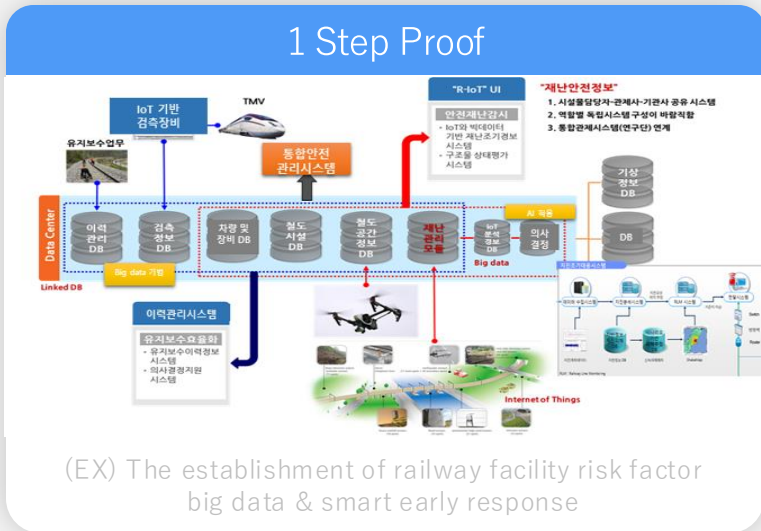 1 Step Proof
"R-IoT" UI
안전재난감시
- IoT와 빅데이터
기반 재난조기경보
시스템
- 구조물 상태평가
시스템
"재난안전정보"
1. 시설물담당자-관제사-기관사 공유 시스템
2. 역할별 독립시스템 구성이 바람직함
3. 통합관제시스템(연구단) 연계
IoT 기반
검측장비
TMV
유지보수업무
통합안전
관리시스템
기상
정보
DB
Data Center
이력
관리
DB
검측
정보
DB
차량 및
장비 DB
철도
시설
DB
철도
공간
정보
DB
재난
관리
모듈
IoT
분석
정보
DB
의사
결정
AI 적용
DB
Big data
Linked DB
Big data 기법
이력관리시스템
유지보수효율화
- 유지보수이력정보
시스템
- 의사결정지원
시스템
Internet of Things
(EX) The establishment of railway facility risk factor
big data & smart early response